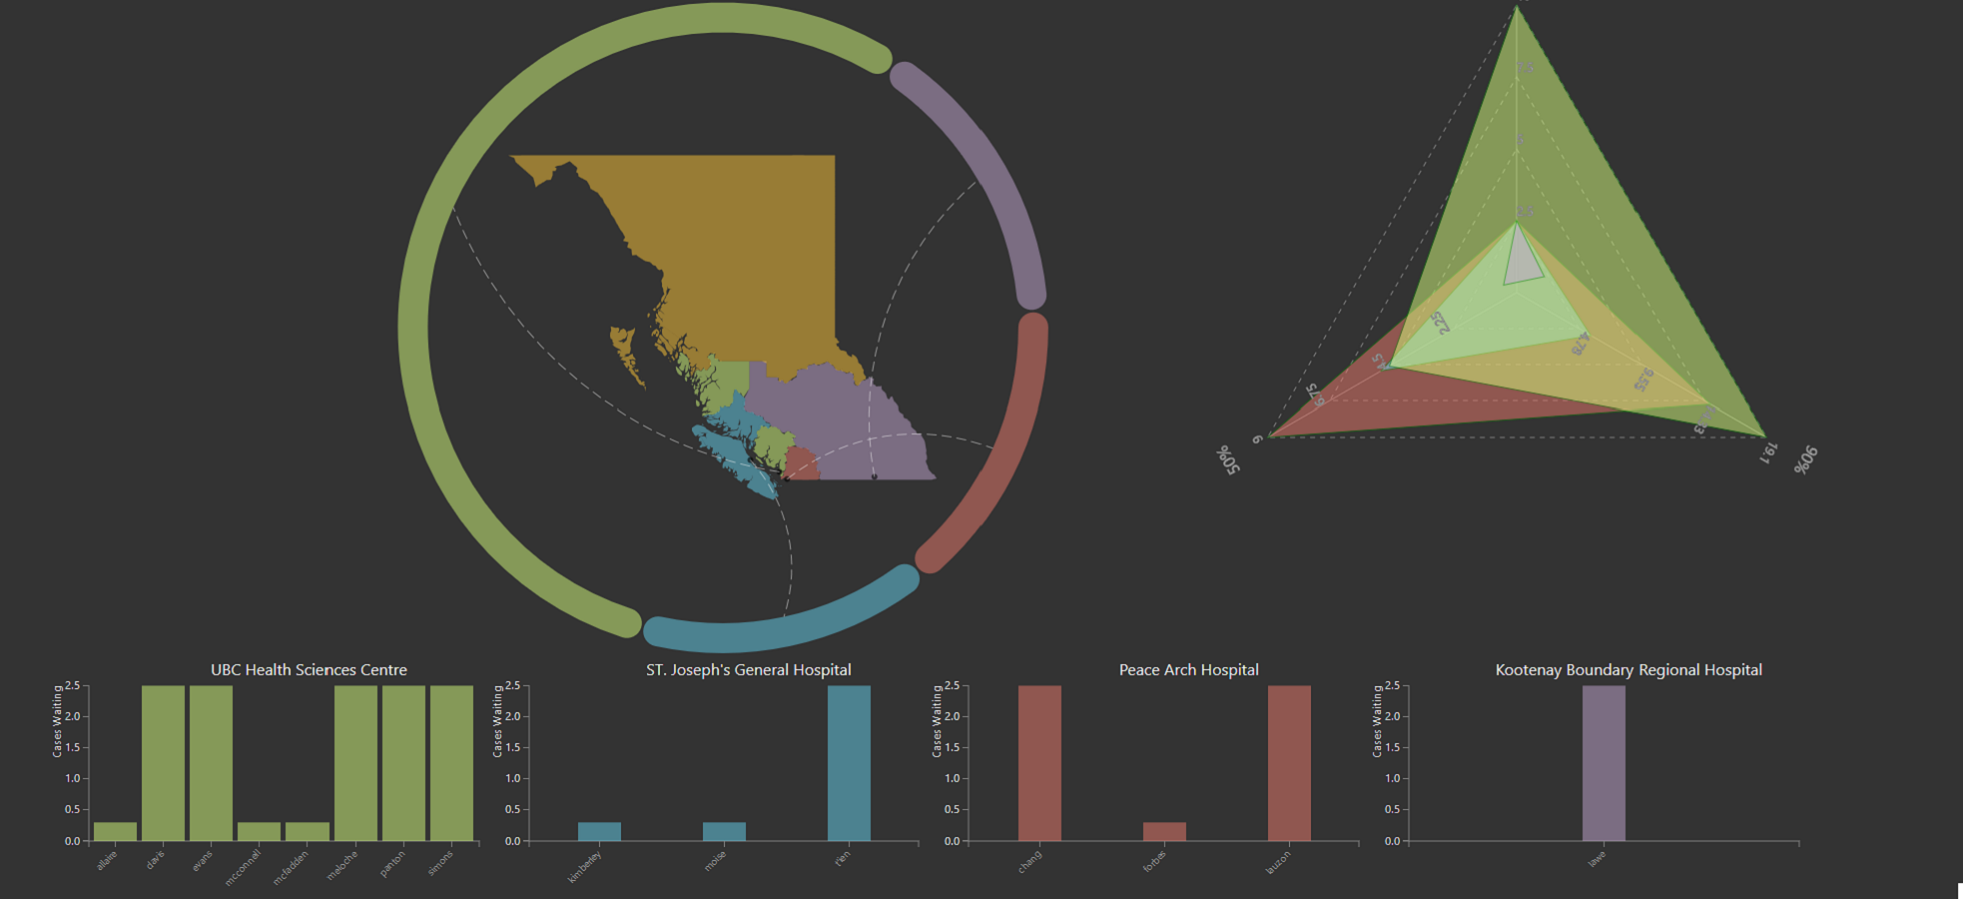 2.25
4.5
6.75
9
50%
4.78
9.55
19.1
90%
UBC Health Sciences Centre
Cases Waiting
2.5
2.0
1.5
1.0
0.5
0.0
allaire
davis
evans
mcconnell
mcfadden
maloche
panton
simons
ST. Joseph's General Hospital
Cases Waiting
2.5
2.0
1.5
1.0
0.5
0.0
kimberley
moise
t'ien
Peace Arch Hospital
Cases Waiting
2.5
2.0
1.5
1.0
0.5
0.0
chang
forbes
lauzon
Kootenay Boundary Regional Hospital
Cases Waiting
2.5
2.0
1.5
1.0
0.5
0.0
lawe